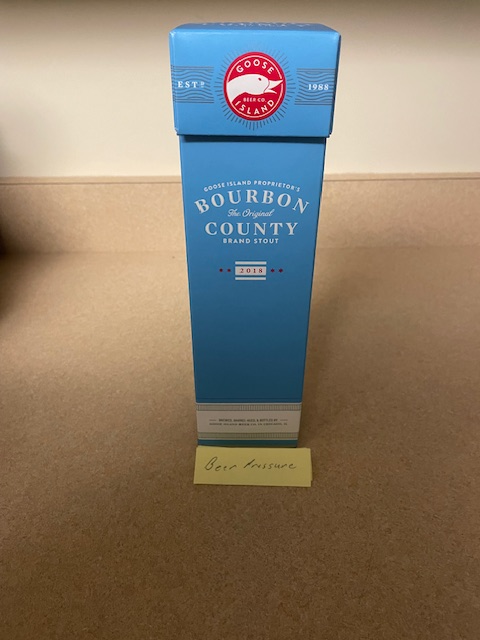 EST D
GOOSE
BEER CO.
ISLAND
1988
GOOSE ISLAND PROPRIETOR'S
BOURBON
The Original
COUNTY
BRAND STOUT
2018
Beer Pressure